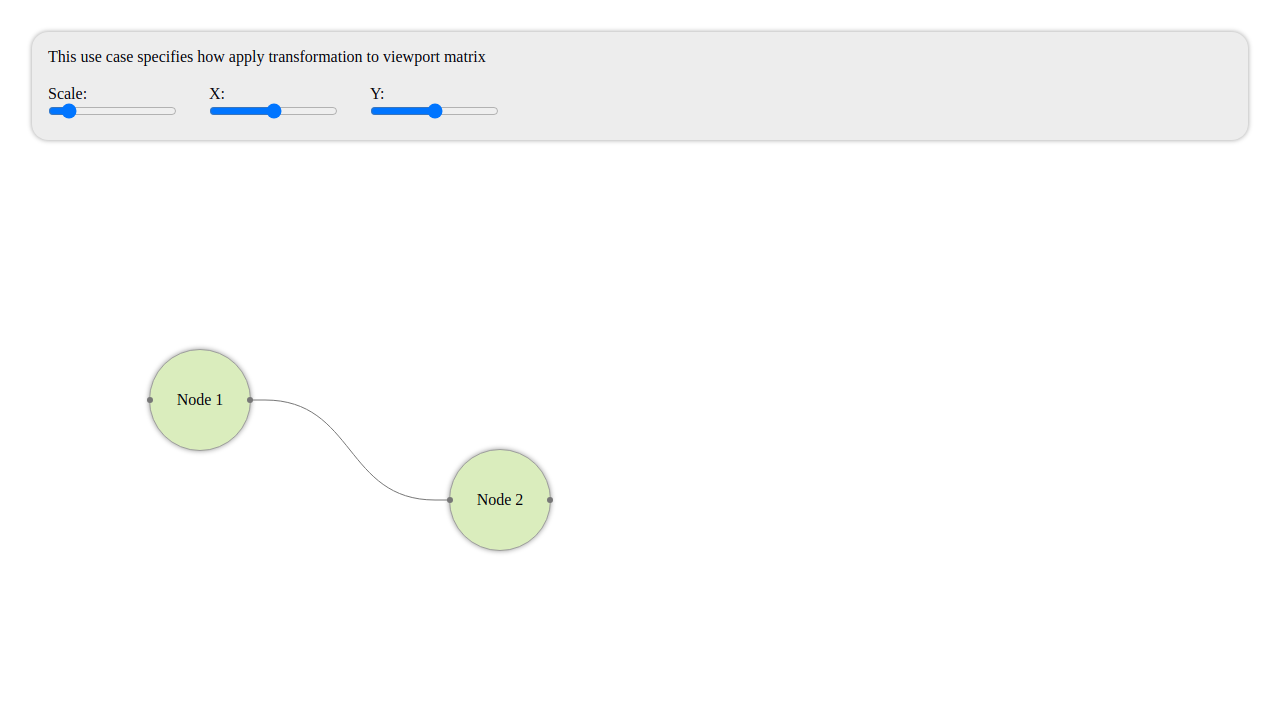 This use case specifies how apply transformation to viewport matrix
Scale: X: Y:
Node 1
Node 2